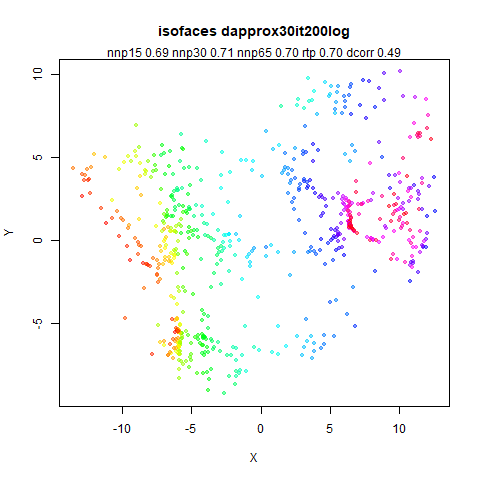 isofaces dapprox30it200log
nnp15 0.69 nnp30 0.71 nnp65 0.70 rtp 0.70 dcorr 0.49
10
5
Y
0
-5
-10 -5 0 5 10
X